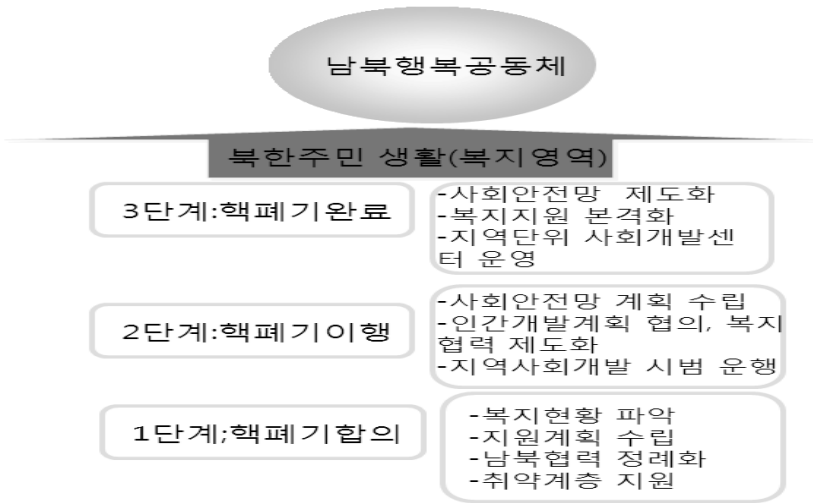 남북행복공동체
북한주민 생활(복지영역)
3단계:핵폐기완료
-사회안전망 제도화
-복지지원 본격화
-지역단위 사회개발센
터 운영
2단계:핵폐기이행
-사회안전망 계획 수립
-인간개발계획 협의, 복지
협력 제도화
-지역사회개발 시범 운행
1단계;핵폐기합의
-복지현황 파악
-지원계획 수립
-남북협력 정례화
-취약계층 지원